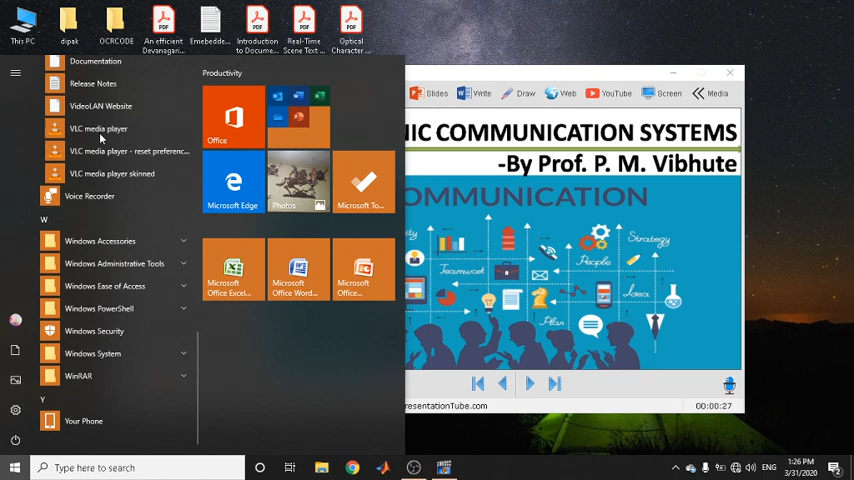 This PC
dipak
OCRCODE
An efficient
Devanagari...
Emebedded...
Introduction
to Docume...
Real-Time
Scene Text ...
Optical
Character ...
Documentation
Release Notes
VideoLAN Website
VLC media player
VLC media player - reset preferenc...
VLC media player skinned
Voice Recorder
W
Windows Accessories
Windows Administrative Tools
Windows Ease of Access
Windows PowerShell
Windows Security
Windows System
WinRAR
Y
Your Phone
Productivity
Office
Microsoft Edge
Photos
Microsoft To...
Microsoft
Office Excel...
Microsoft
Office Word...
Microsoft
Office...
Slides
Write
Draw
Web
YouTube
Screen
Media
NIC COMMUNICATION SYSTEMS
-By Prof. P. M. Vibhute
OMMUNICATION
Strategy
People
Teamwork
Idea
Plan
resentationTube.com
00:00:27
Type here to search
ENG
1:26 PM
3/31/2020
2